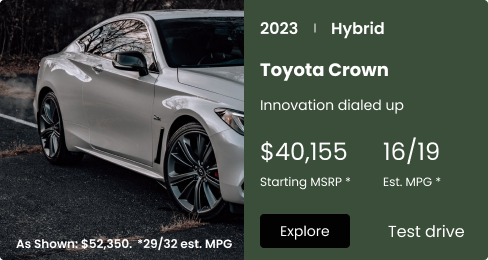 2023 | Hybrid
Toyota Crown
Innovation dialed up
$40,155 16/19
Starting MSRP * Est. MPG *
Explore Test drive
As Shown: $52,350. *29/32 est. MPG